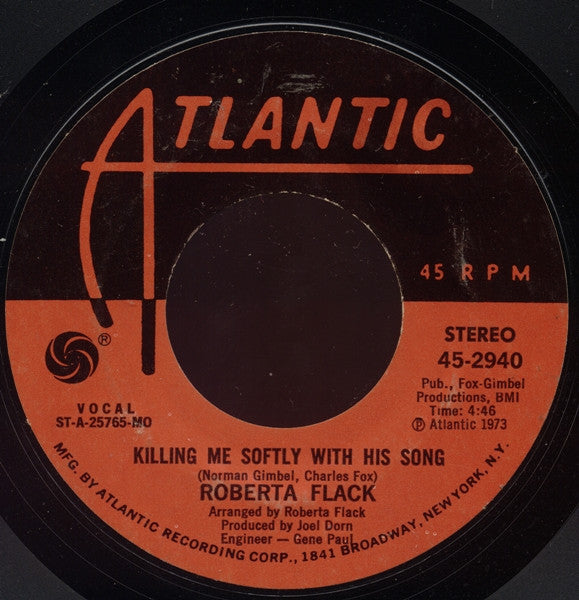 ATLANTIC
45 RPM
®
STEREO
45-2940
Pub., Fox-Gimbel
Productions, BMI
Time: 4:46
℗ Atlantic 1973
VOCAL
ST-A-25765-MO
KILLING ME SOFTLY WITH HIS SONG
(Norman Gimbel, Charles Fox)
ROBERTA FLACK
Arranged by Roberta Flack
Produced by Joel Dorn
Engineer – Gene Paul
MFG. BY ATLANTIC RECORDING CORP., 1841 BROADWAY, NEW YORK, N.Y.